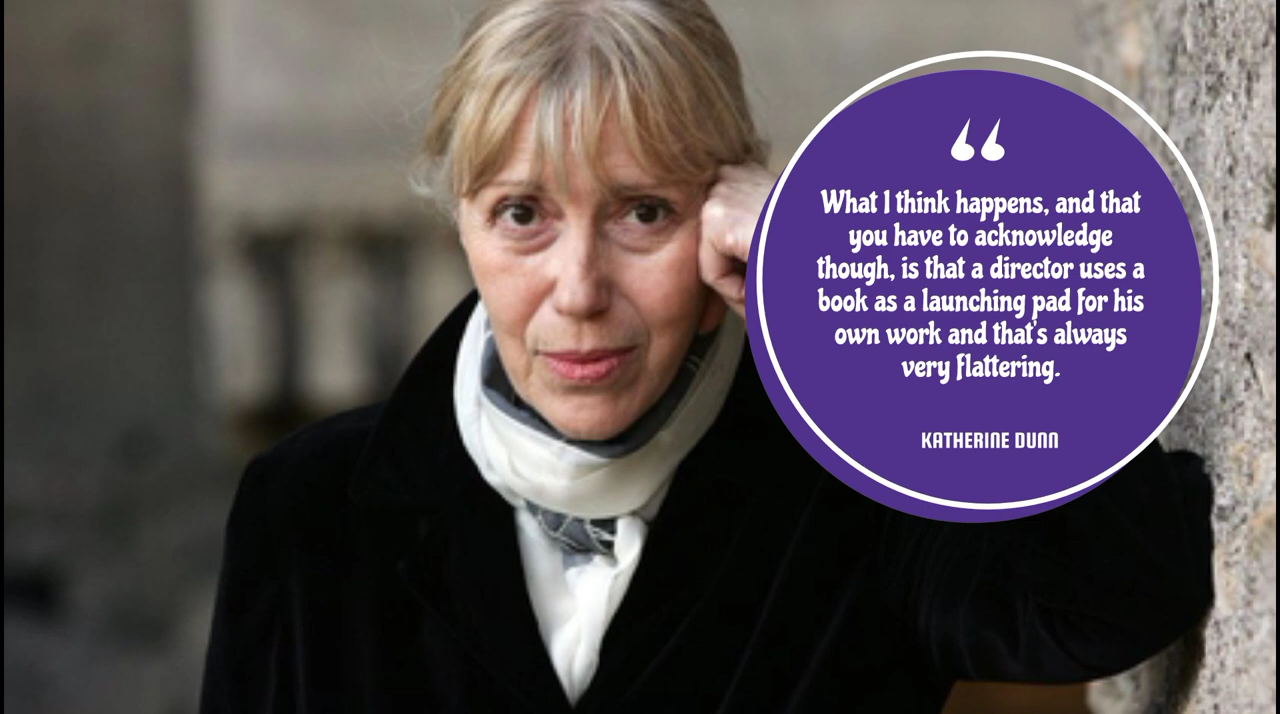 “
What I think happens, and that
you have to acknowledge
though, is that a director uses a
book as a launching pad for his
own work and that's always
very flattering.
KATHERINE DUNN